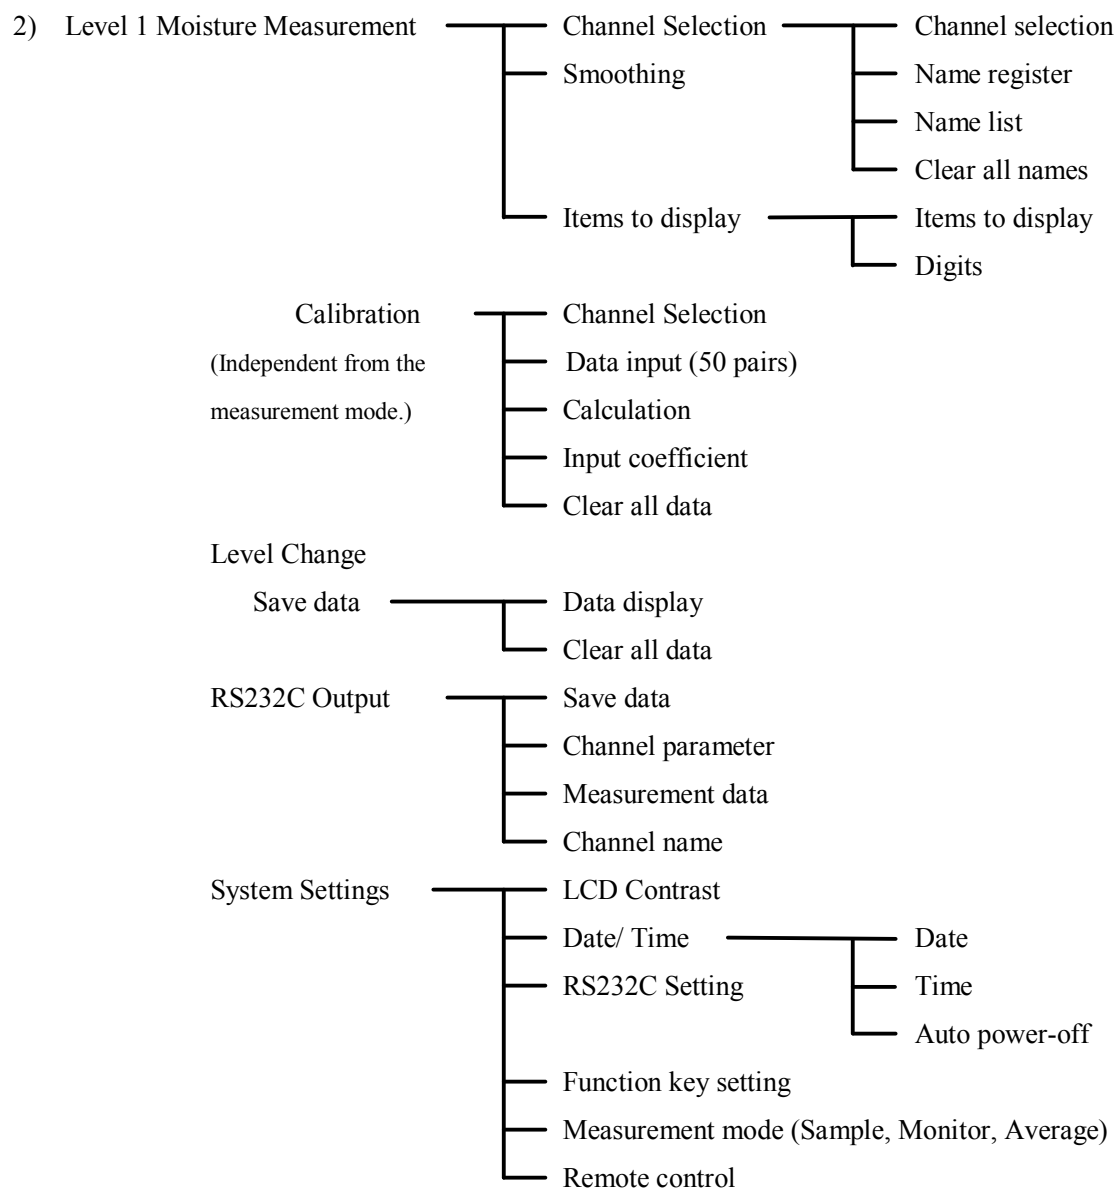 2) Level 1 Moisture Measurement Channel Selection Channel selection
Smoothing Name register
Name list
Clear all names
Items to display Items to display
Digits
Calibration Channel Selection
(Independent from the Data input (50 pairs)
measurement mode.) Calculation
Input coefficient
Clear all data
Level Change
Save data Data display
Clear all data
RS232C Output Save data
Channel parameter
Measurement data
Channel name
System Settings LCD Contrast
Date/ Time Date
RS232C Setting Time
Auto power-off
Function key setting
Measurement mode (Sample, Monitor, Average)
Remote control